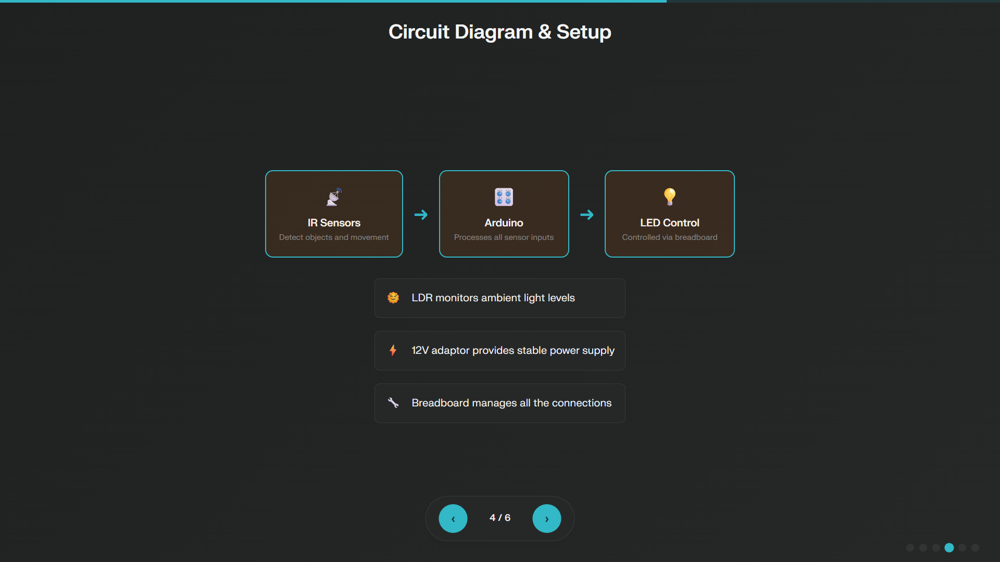 Circuit Diagram & Setup
IR Sensors
Detect objects and movement
→
Arduino
Processes all sensor inputs
→
LED Control
Controlled via breadboard
LDR monitors ambient light levels
12V adaptor provides stable power supply
Breadboard manages all the connections
‹ 4 / 6 ›